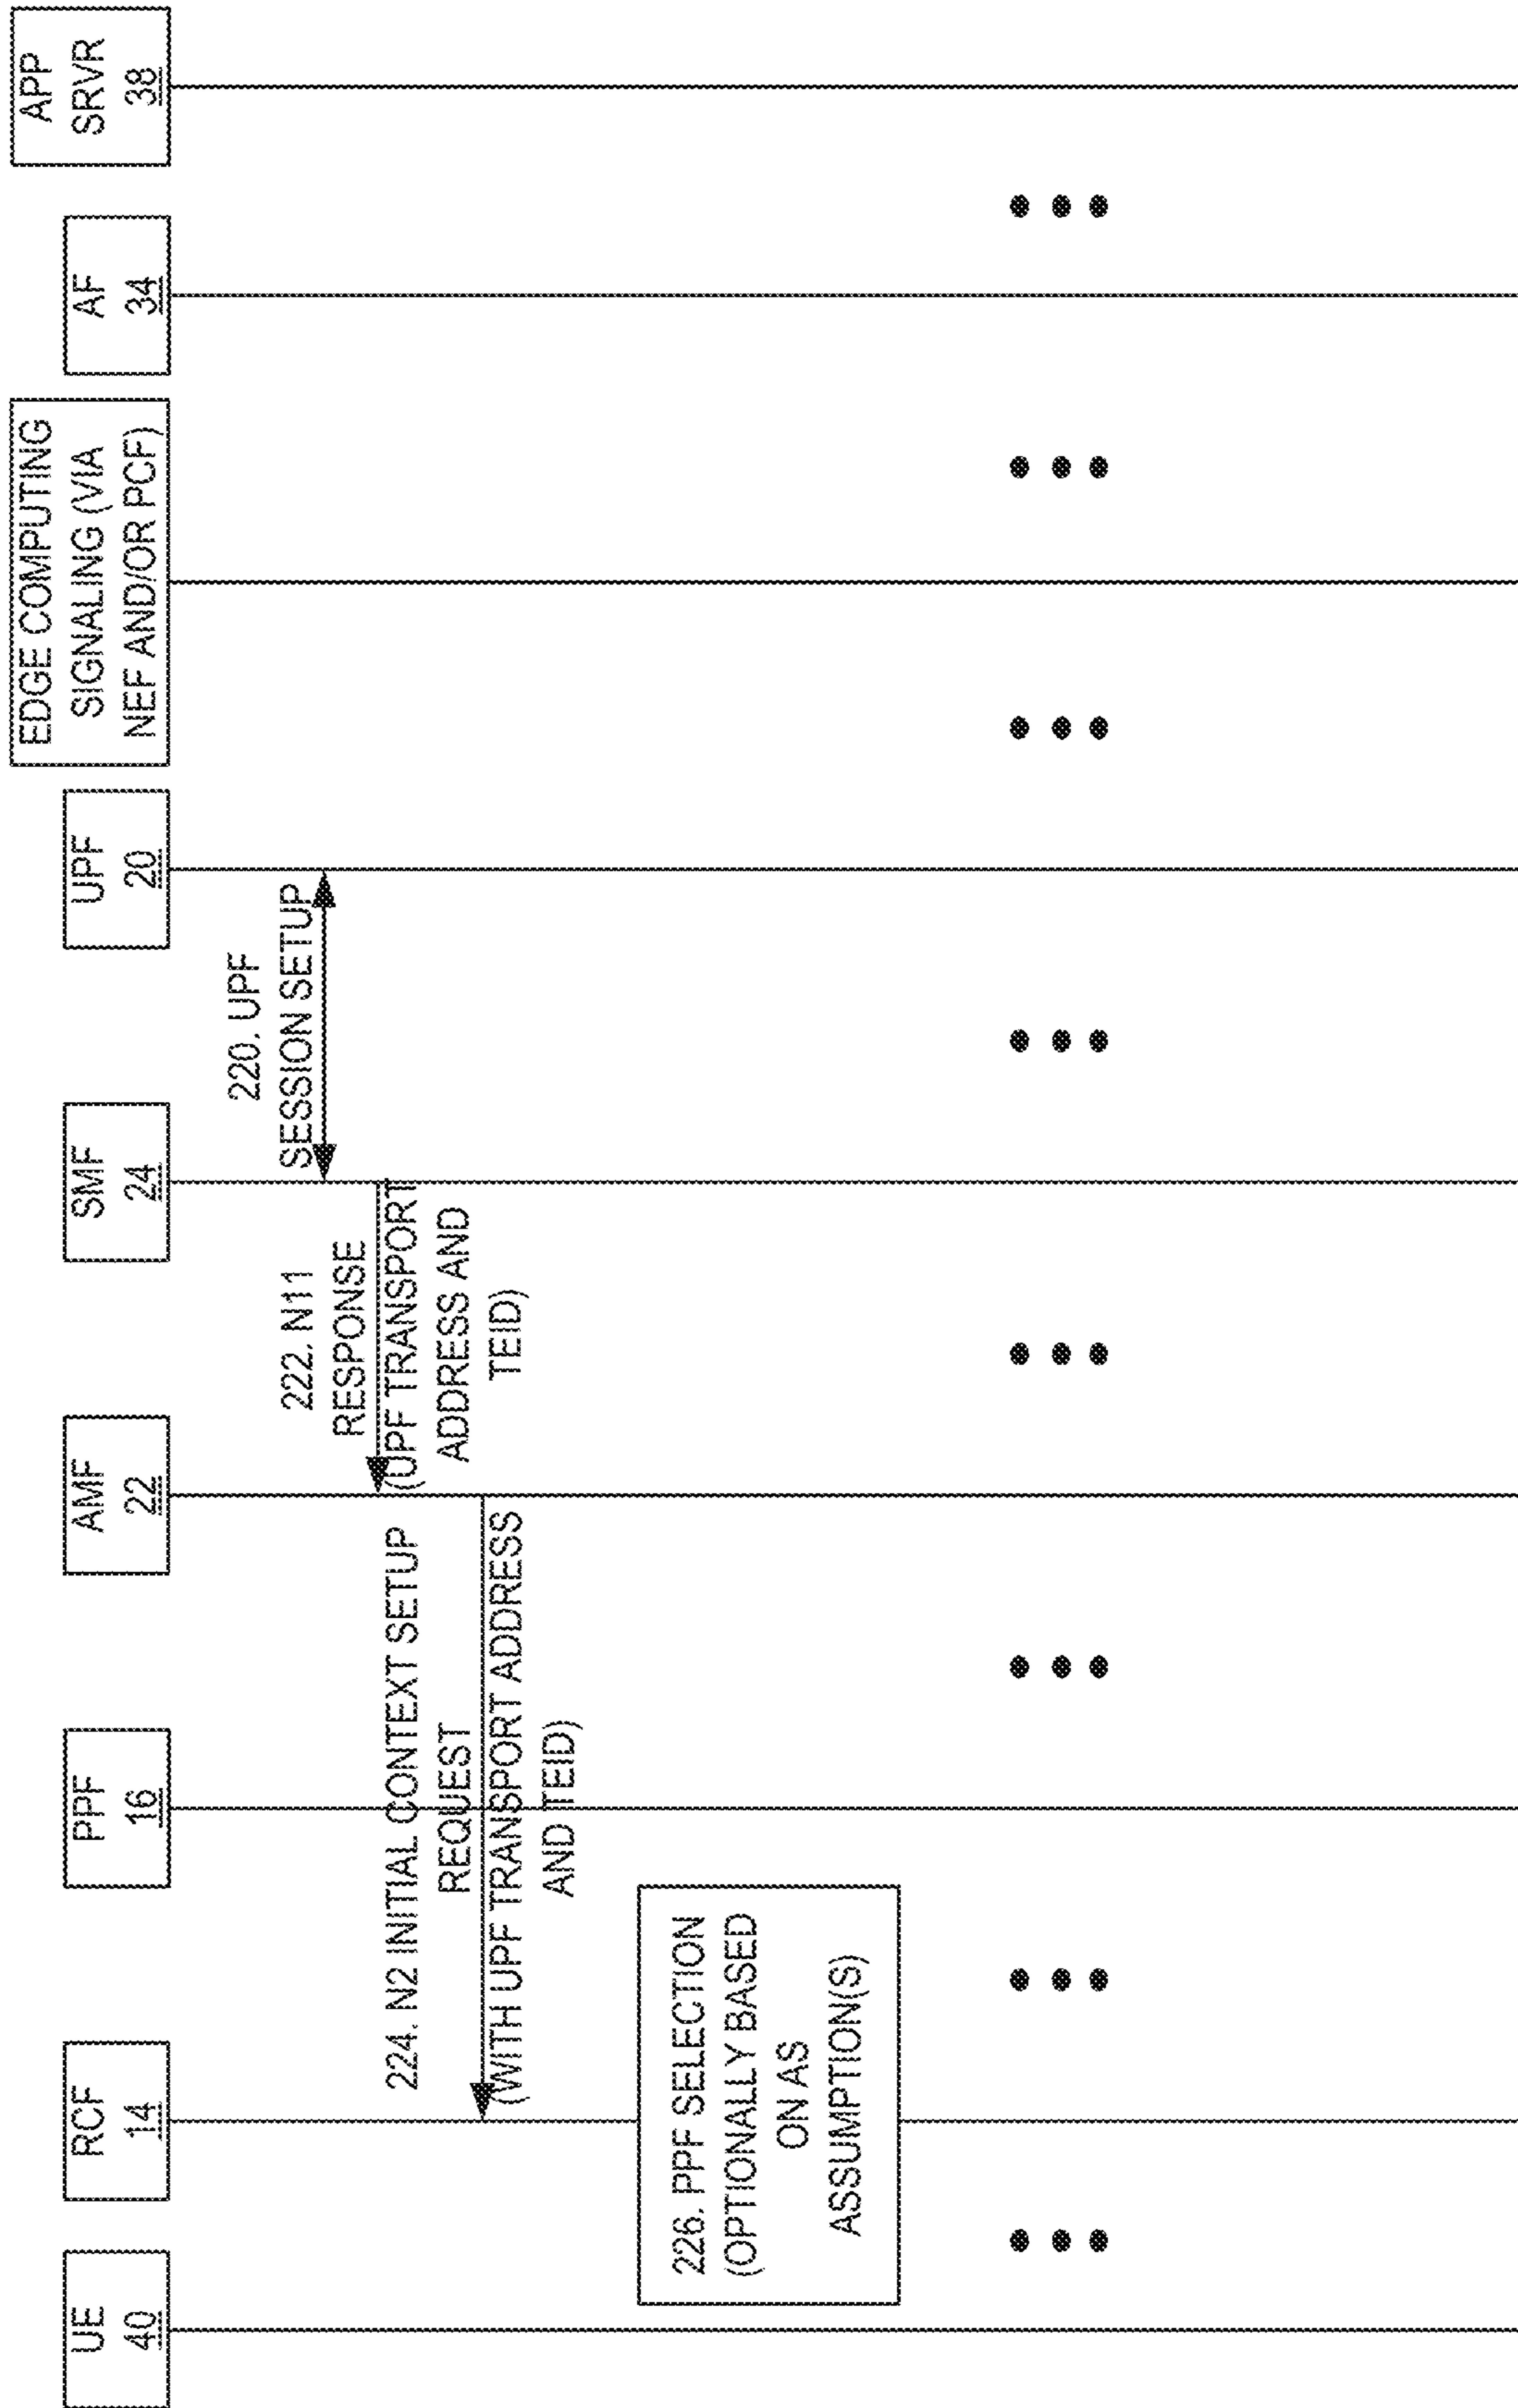 UE
40
RCF
14
PPF
16
AMF
22
SMF
24
UPF
20
EDGE COMPUTING
SIGNALING (VIA
NEF AND/OR PCF)
AF
34
APP
SRVR
38
220. UPF
SESSION SETUP
222. N11
RESPONSE
(UPF TRANSPORT
ADDRESS AND
TEID)
224. N2 INITIAL CONTEXT SETUP
REQUEST
(WITH UPF TRANSPORT ADDRESS
AND TEID)
226. PPF SELECTION
(OPTIONALLY BASED
ON AS
ASSUMPTION(S)